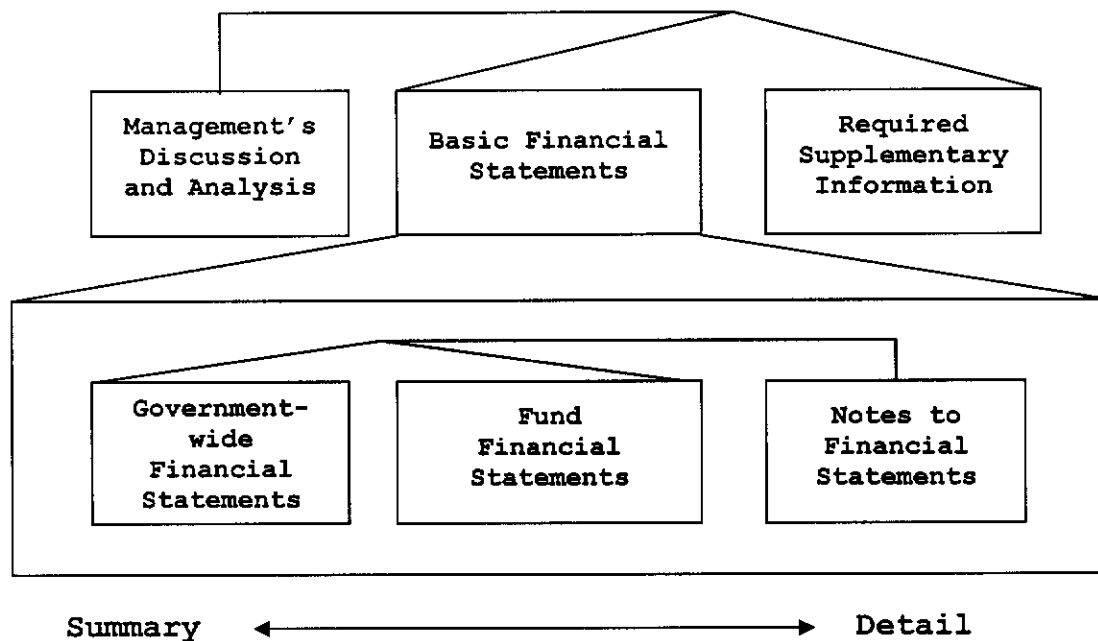 Management's
Discussion
and Analysis
Basic Financial
Statements
Required
Supplementary
Information
Government-
wide
Financial
Statements
Fund
Financial
Statements
Notes to
Financial
Statements
Summary
Detail